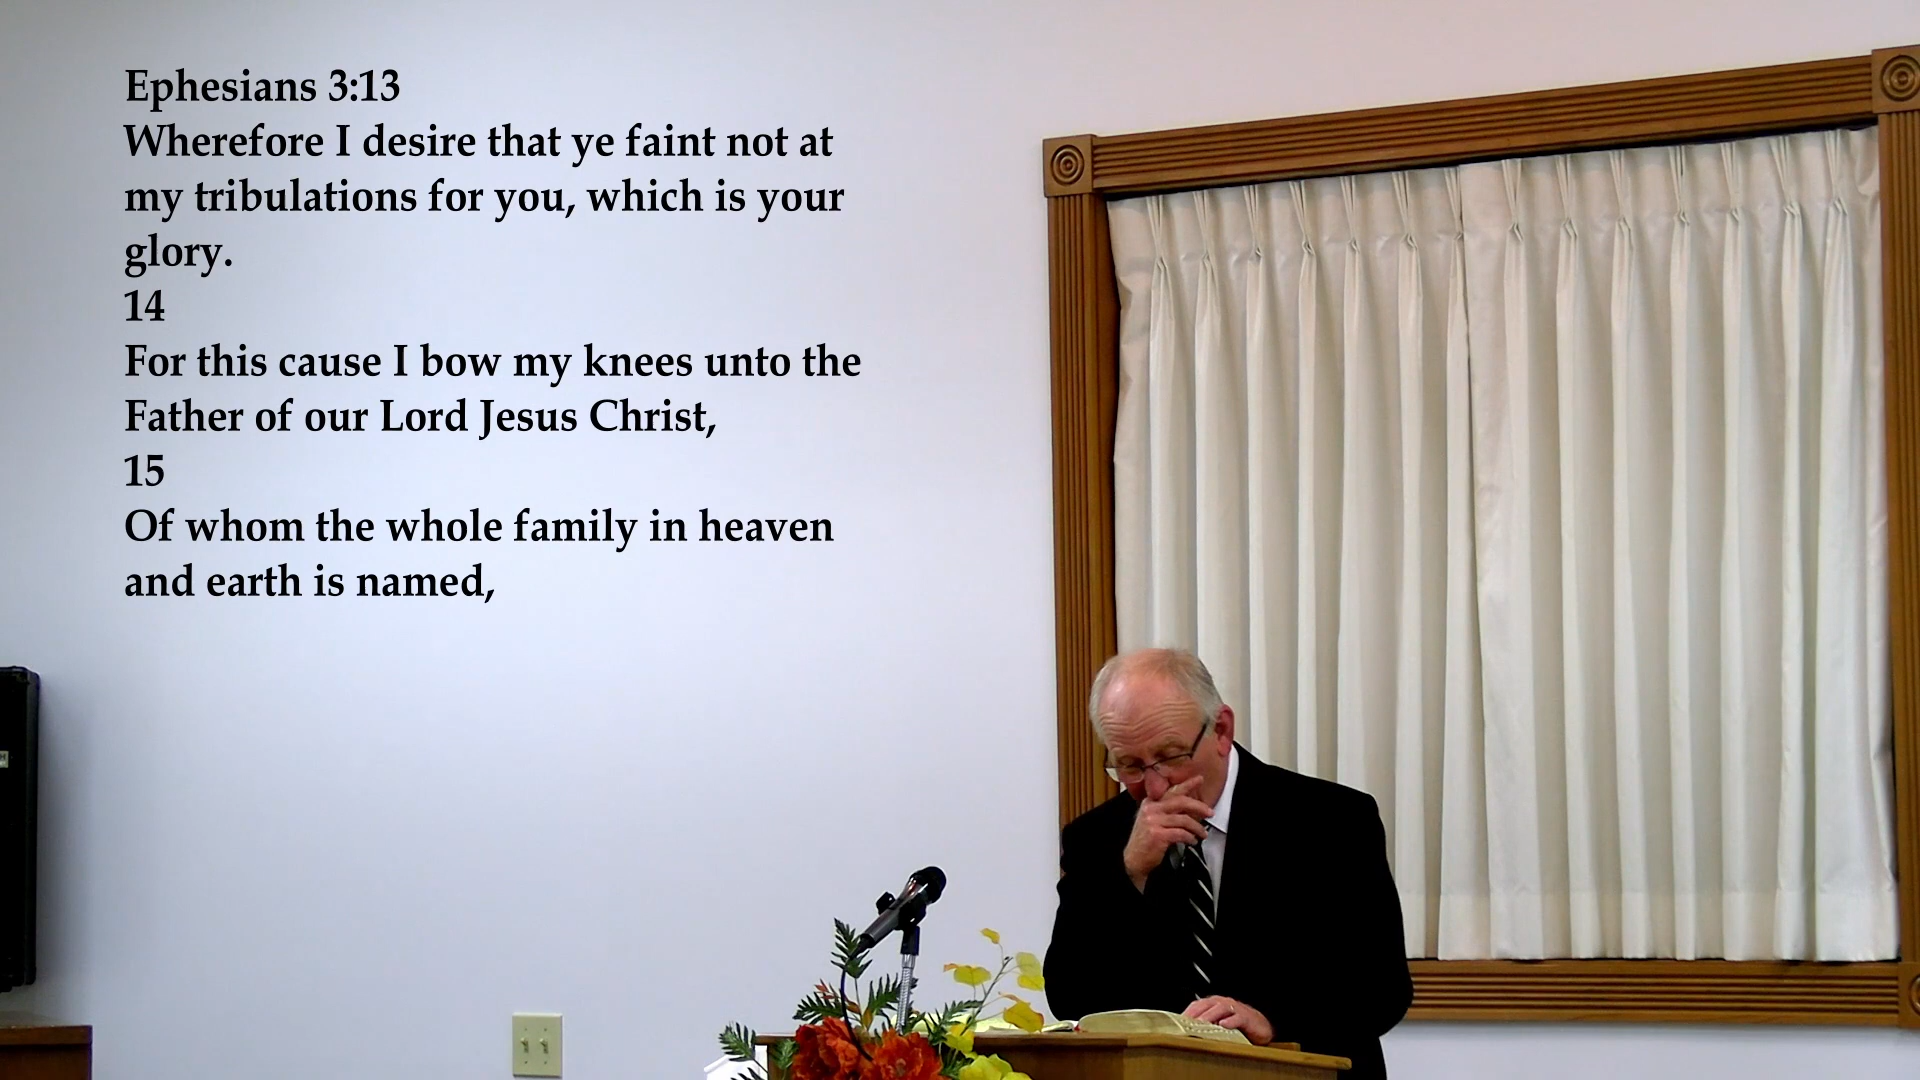 Ephesians 3:13
Wherefore I desire that ye faint not at
my tribulations for you, which is your
glory.
14
For this cause I bow my knees unto the
Father of our Lord Jesus Christ,
15
Of whom the whole family in heaven
and earth is named,